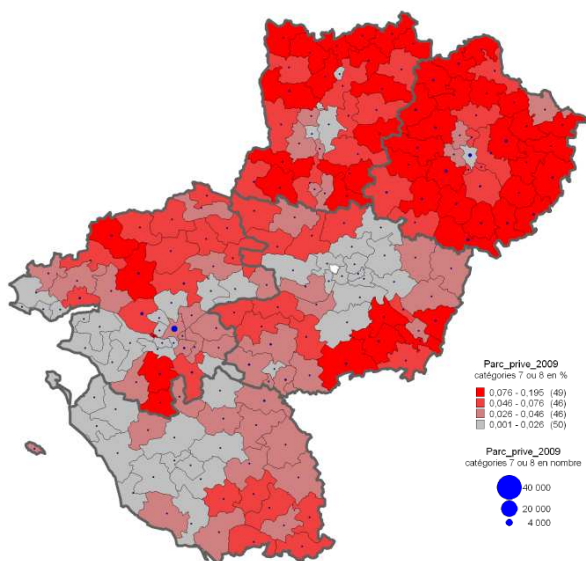 Parc_prive_2009
catégories 7 ou 8 en %
0,076 - 0,195 (49)
0,046 - 0,076 (46)
0,026 - 0,046 (46)
0,001 - 0,026 (50)
Parc_prive_2009
catégories 7 ou 8 en nombre
40 000
20 000
4 000